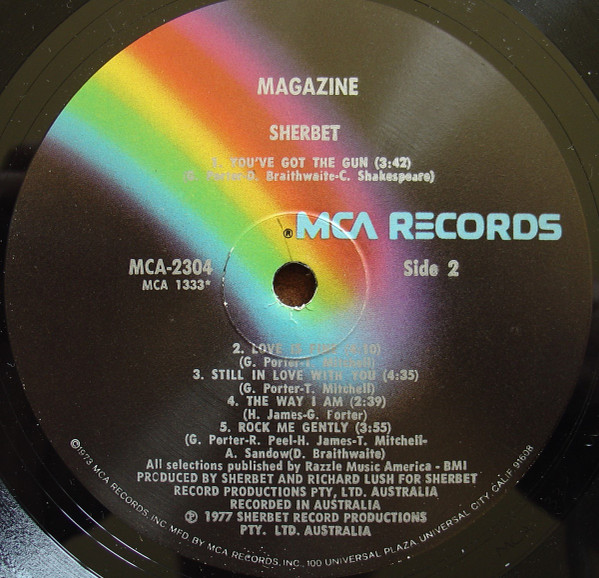 MAGAZINE
SHERBET
1. YOU'VE GOT THE GUN (3:42)
(G. Porter-D. Braithwaite-C. Shakespeare)
® MCA RECORDS
MCA-2304
Side 2
MCA 1333*
2. LOVE IS FINE (4:10)
(G. Porter-T. Mitchell)
3. STILL IN LOVE WITH YOU (4:35)
(G. Porter-T. Mitchell)
4. THE WAY I AM (2:39)
(H. James-G. Forter)
5. ROCK ME GENTLY (3:55)
(G. Porter-R. Peel-H. James-T. Mitchell-
A. Sandow(D. Braithwaite)
All selections published by Razzle Music America - BMI
PRODUCED BY SHERBET AND RICHARD LUSH FOR SHERBET
RECORD PRODUCTIONS PTY, LTD. AUSTRALIA
RECORDED IN AUSTRALIA
℗ 1977 SHERBET RECORD PRODUCTIONS
PTY. LTD. AUSTRALIA
©1973 MCA RECORDS, INC. MFD. BY MCA RECORDS, INC., 100 UNIVERSAL PLAZA, UNIVERSAL CITY, CALIF. 91608